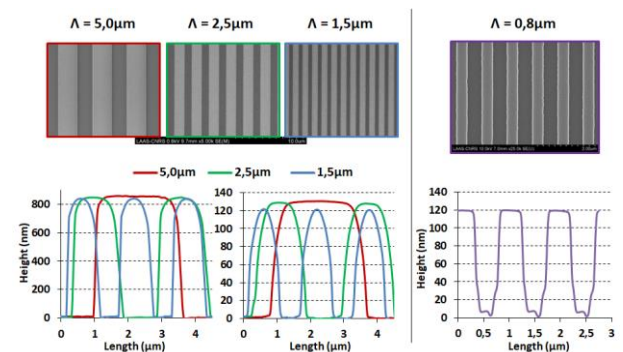 Λ = 5,0µm Λ = 2,5µm Λ = 1,5µm Λ = 0,8µm
5,0µm 2,5µm 1,5µm
Height (nm)
800
600
400
200
0
0 1 2 3 4
Length (µm)
140
120
100
80
60
40
20
0
0 1 2 3 4
Length (µm)
Height (nm)
140
120
100
80
60
40
20
0
0 0,5 1 1,5 2 2,5 3
Length (µm)